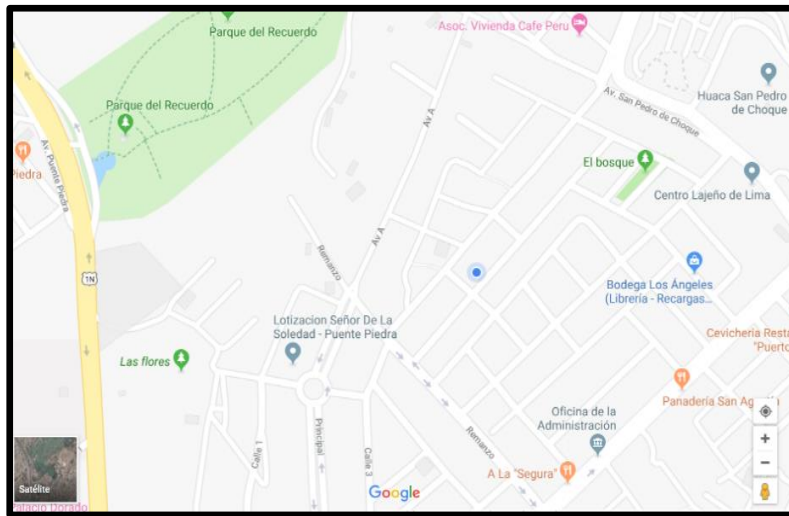 Parque del Recuerdo
Asoc. Vivienda Cafe Peru
Av. San Pedro de Choque
Huaca San Pedro
de Choque
Parque del Recuerdo
Av. Puente Piedra
Piedra
Av A
El bosque
Centro Lajeño de Lima
Remanzo
Av A
1N
Bodega Los Ángeles
(Librería - Recargas...
Lotizacion Señor De La
Soledad - Puente Piedra
Cevichería Resta
"Puerto
Las flores
Panadería San Ag
Oficina de la
Administración
Calle 1
Principal
Calle 3
Remanzo
A La "Segura"
Satélite
Google
Palacio Dorado